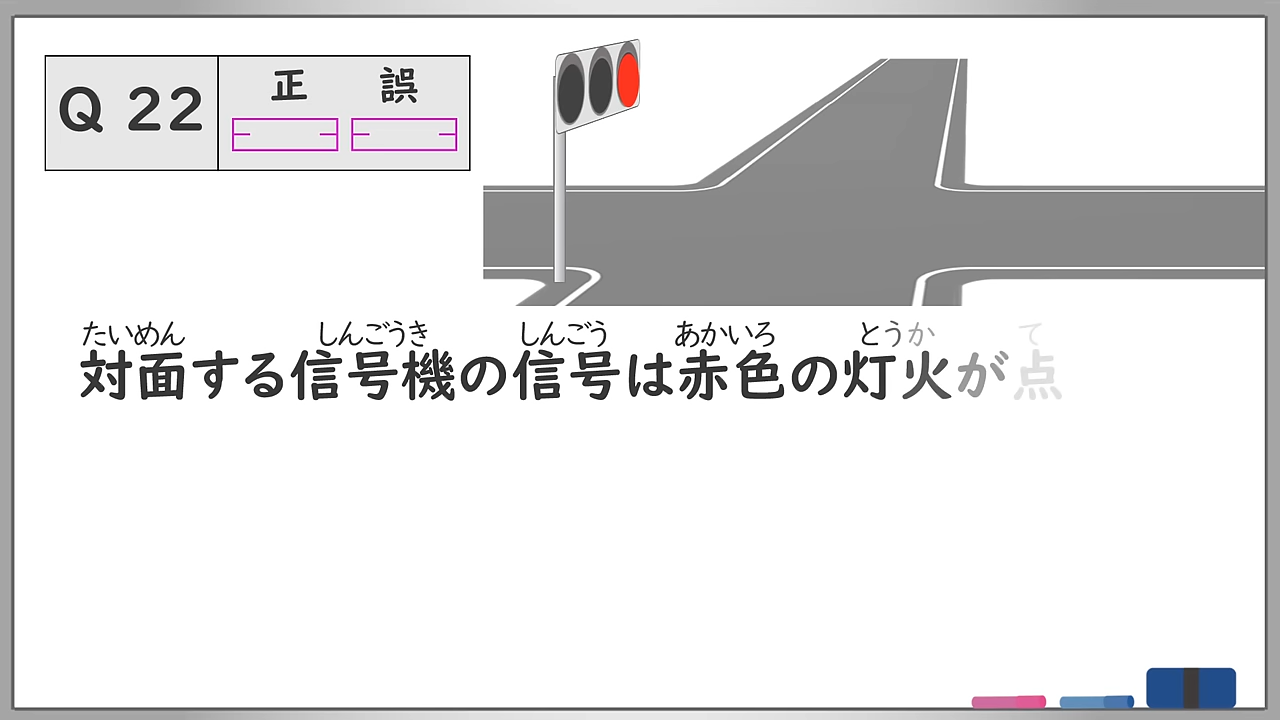 Q 22
正 誤
たいめん しんごうき しんごう あかいろ とうか て
対面する信号機の信号は赤色の灯火が点